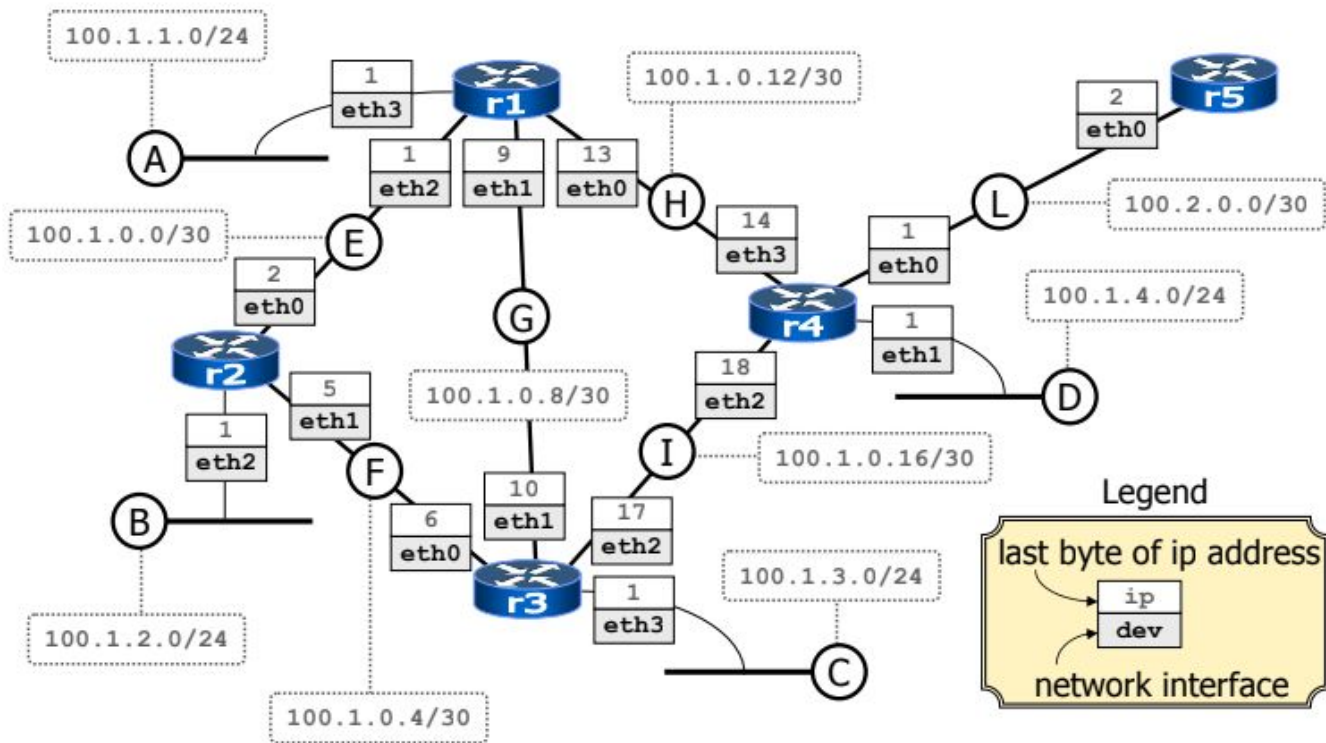 100.1.1.0/24
1
eth3
r1
100.1.0.12/30
2
eth0
r5
A
1
eth2
9
eth1
13
eth0
H
L
100.2.0.0/30
100.1.0.0/30
E
14
eth3
1
eth0
2
eth0
G
r4
100.1.4.0/24
1
eth1
r2
5
eth1
100.1.0.8/30
18
eth2
D
1
eth2
F
I
100.1.0.16/30
B
6
eth0
10
eth1
17
eth2
Legend
last byte of ip address
ip
dev
network interface
r3
1
eth3
100.1.3.0/24
100.1.2.0/24
C
100.1.0.4/30